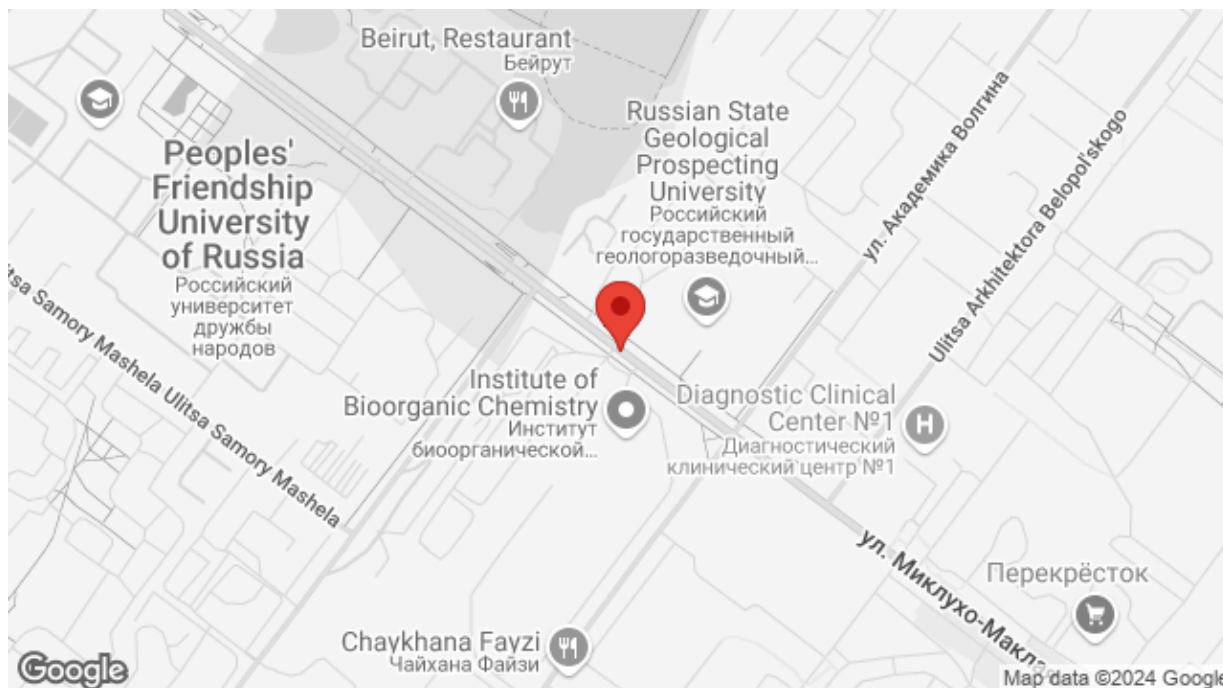 Beirut, Restaurant
Бейрут
Russian State
Geological
Prospecting
University
Российский
государственный
геологоразведочный...
Peoples'
Friendship
University
of Russia
Российский
университет
дружбы
народов
ул. Академика Волгина
Ulitsa Arkhitektora Belopol'skogo
Ulitsa Samory Mashela
Ulitsa Samory Mashela
Institute of
Bioorganic Chemistry
Институт
биоорганической...
Diagnostic Clinical
Center №1
Диагностический
клинический центр №1
H
ул. Миклухо-Макла
Перекрёсток
Chaykhana Fayzi
Чайхана Файзи
Google
Map data ©2024 Google